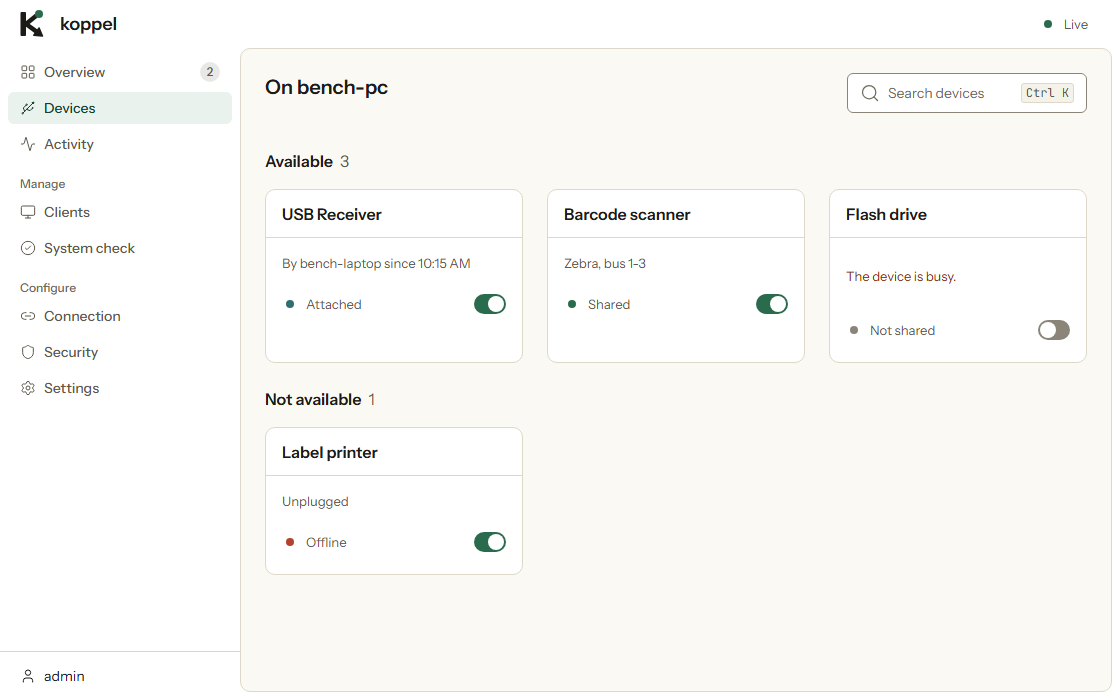 koppel
Live
Overview 2
Devices
Activity
Manage
Clients
System check
Configure
Connection
Security
Settings
admin
On bench-pc
Search devices Ctrl K
Available 3
USB Receiver
By bench-laptop since 10:15 AM
Attached
Barcode scanner
Zebra, bus 1-3
Shared
Flash drive
The device is busy.
Not shared
Not available 1
Label printer
Unplugged
Offline